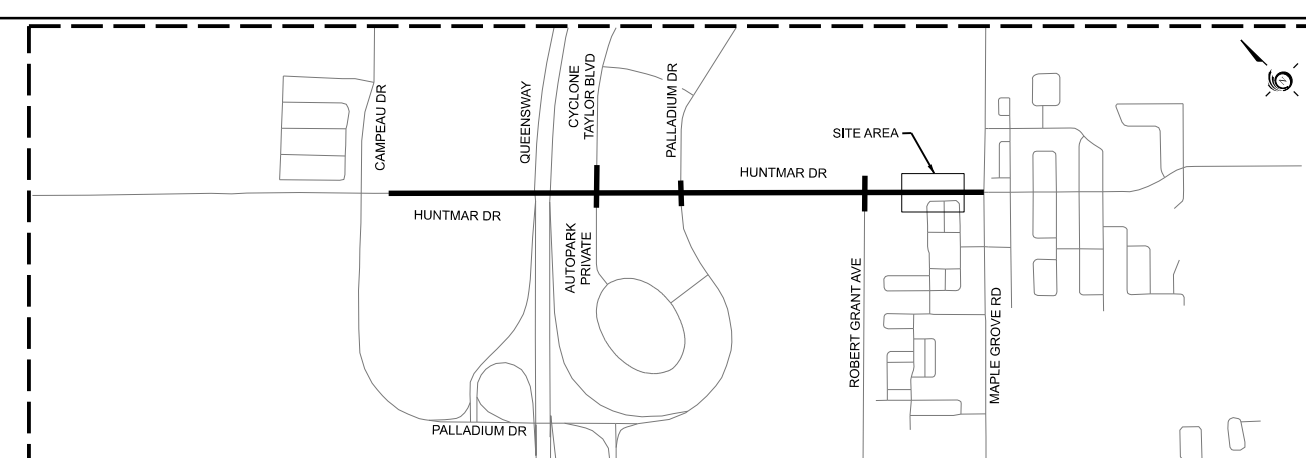 CAMPEAU DR
QUEENSWAY
CYCLONE
TAYLOR BLVD
PALLADIUM DR
SITE AREA
HUNTMAR DR
HUNTMAR DR
AUTOPARK
PRIVATE
ROBERT GRANT AVE
MAPLE GROVE RD
PALLADIUM DR